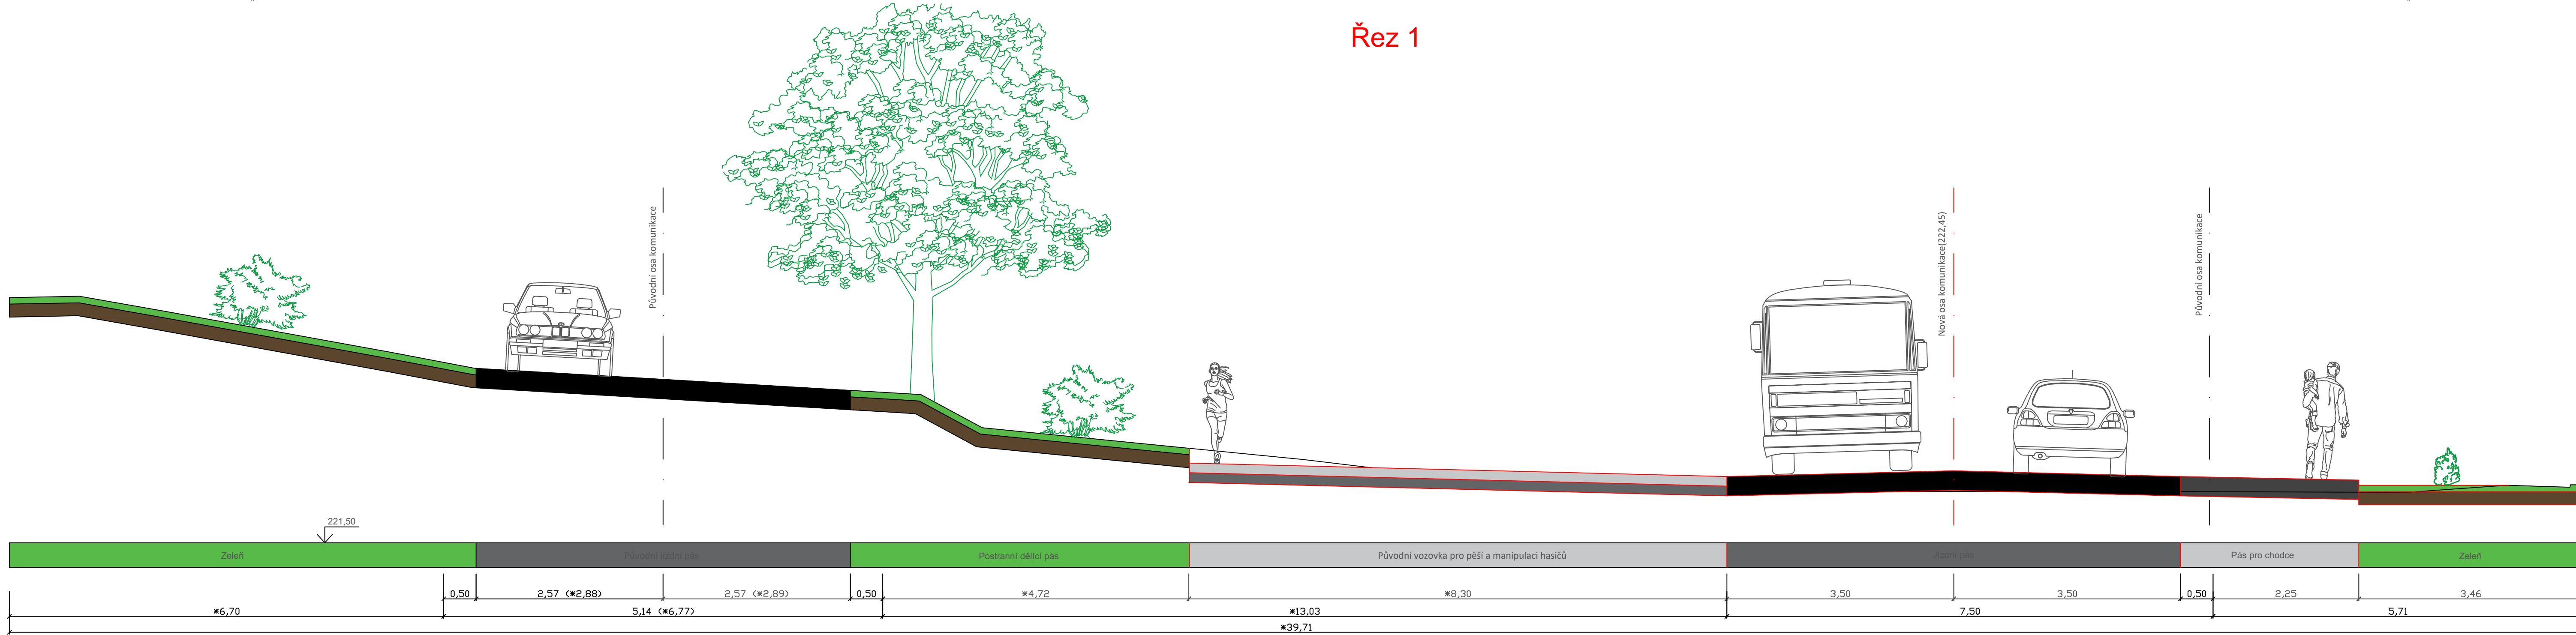 Řez 1
Původní osa komunikace
Nová osa komunikace(222,45)
Původní osa komunikace
221,50
Zeleň
Původní jízdní pás
Postranní dělící pás
Původní vozovka pro pěší a manipulaci hasičů
Jízdní pás
Pás pro chodce
Zeleň
0,50 2,57 (*2,88) 2,57 (*2,89) 0,50 *4,72 *8,30 3,50 3,50 0,50 2,25 3,46
*6,70 5,14 (*6,77) *13,03 7,50 5,71
*39,71